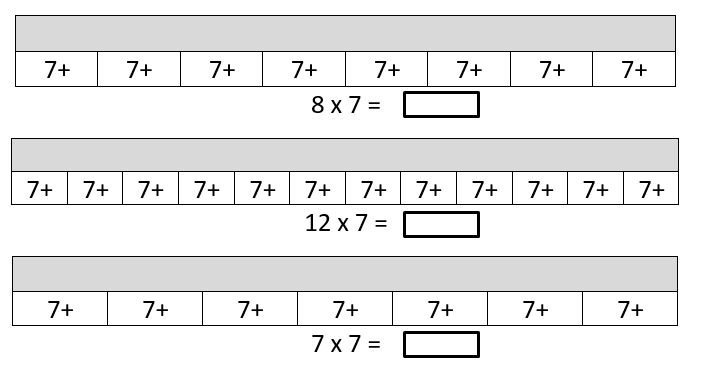 7+ 7+ 7+ 7+ 7+ 7+ 7+ 7+
8 x 7 =
7+ 7+ 7+ 7+ 7+ 7+ 7+ 7+ 7+ 7+ 7+ 7+
12 x 7 =
7+ 7+ 7+ 7+ 7+ 7+ 7+
7 x 7 =